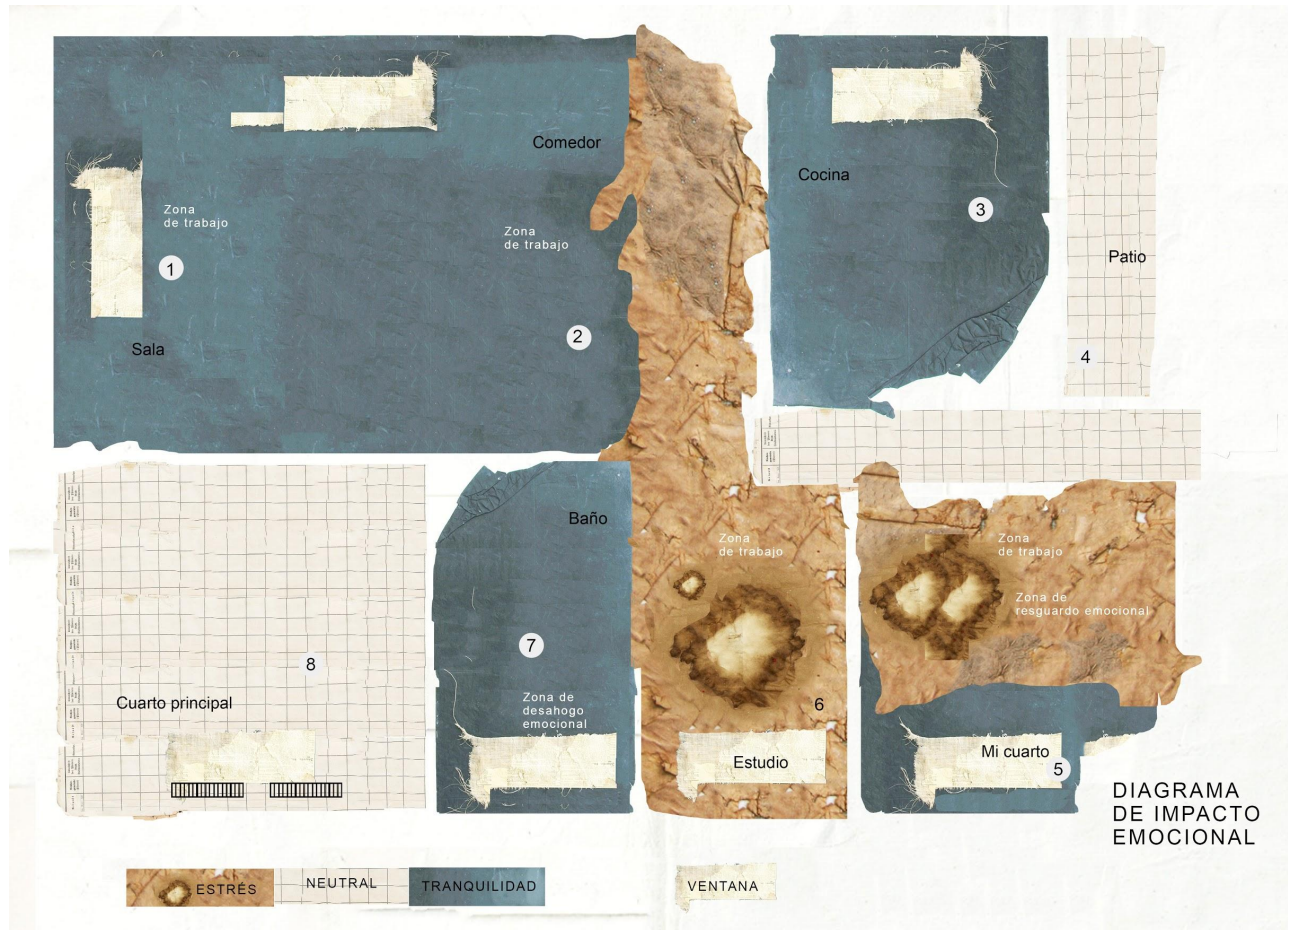 Comedor
Cocina
Zona
de trabajo
Zona
de trabajo
3
Patio
1
2
Sala
4
Baño
Zona
de trabajo
Zona
de trabajo
Zona de
resguardo emocional
7
8
Cuarto principal
Zona de
desahogo
emocional
6
Estudio
Mi cuarto
5
DIAGRAMA
DE IMPACTO
EMOCIONAL
ESTRÉS
NEUTRAL
TRANQUILIDAD
VENTANA